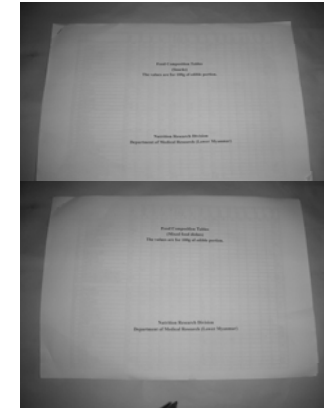 Food Composition Tables
The values are for 100g of edible portion.
Nutrition Research Division
Department of Medical Research (Lower Myanmar)
Food Composition Tables
(Mixed food dishes)
The values are for 100g of edible portion.
Nutrition Research Division
Department of Medical Research (Lower Myanmar)